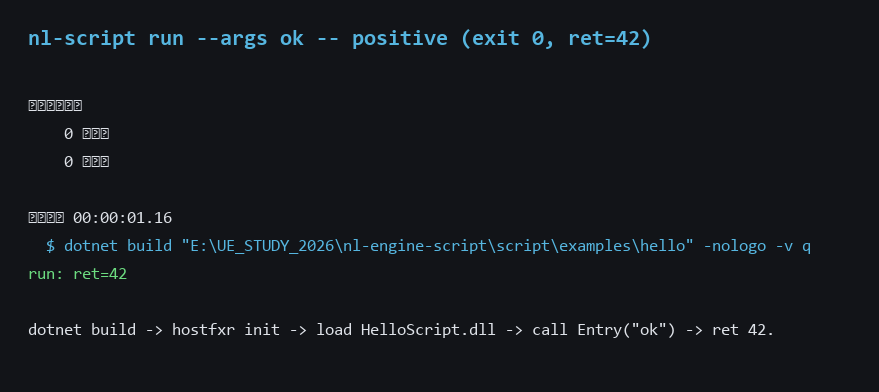 nl-script run --args ok -- positive (exit 0, ret=42)
0
0
00:00:01.16
$ dotnet build "E:\UE_STUDY_2026\nl-engine-script\script\examples\hello" -nologo -v q
run: ret=42
dotnet build -> hostfxr init -> load HelloScript.dll -> call Entry("ok") -> ret 42.